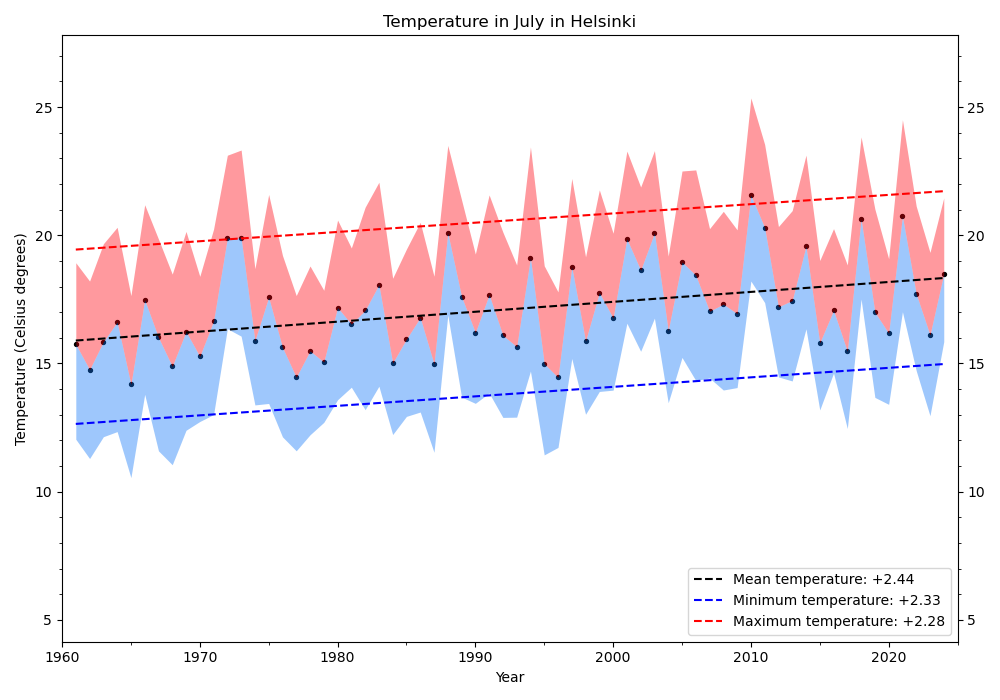 Temperature in July in Helsinki
Temperature (Celsius degrees)
25
20
15
10
5
25
20
15
10
5
1960 1970 1980 1990 2000 2010 2020
Year
Mean temperature: +2.44
Minimum temperature: +2.33
Maximum temperature: +2.28